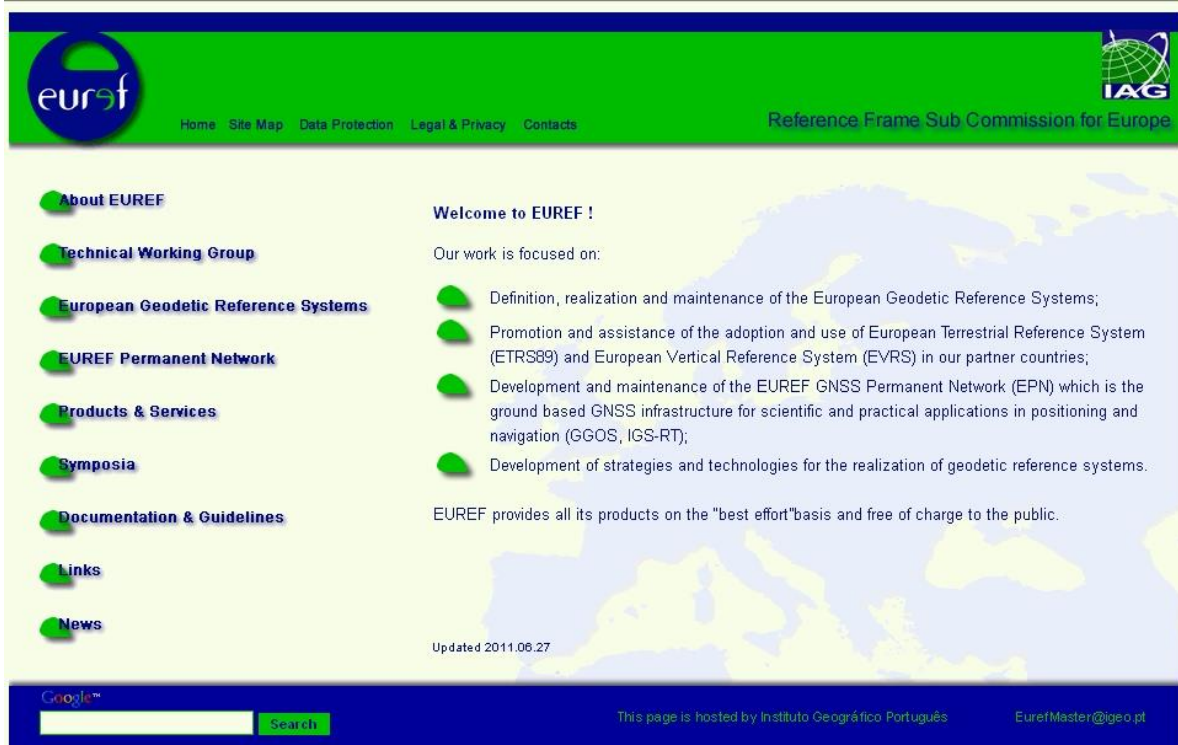 euref
IAG
Home Site Map Data Protection Legal & Privacy Contacts
Reference Frame Sub Commission for Europe
About EUREF
Technical Working Group
European Geodetic Reference Systems
EUREF Permanent Network
Products & Services
Symposia
Documentation & Guidelines
Links
News
Welcome to EUREF !
Our work is focused on:
Definition, realization and maintenance of the European Geodetic Reference Systems;
Promotion and assistance of the adoption and use of European Terrestrial Reference System
(ETRS89) and European Vertical Reference System (EVRS) in our partner countries;
Development and maintenance of the EUREF GNSS Permanent Network (EPN) which is the
ground based GNSS infrastructure for scientific and practical applications in positioning and
navigation (GGOS, IGS-RT);
Development of strategies and technologies for the realization of geodetic reference systems.
EUREF provides all its products on the "best effort"basis and free of charge to the public.
Updated 2011.06.27
Google™
Search
This page is hosted by Instituto Geográfico Português
EurefMaster@igeo.pt